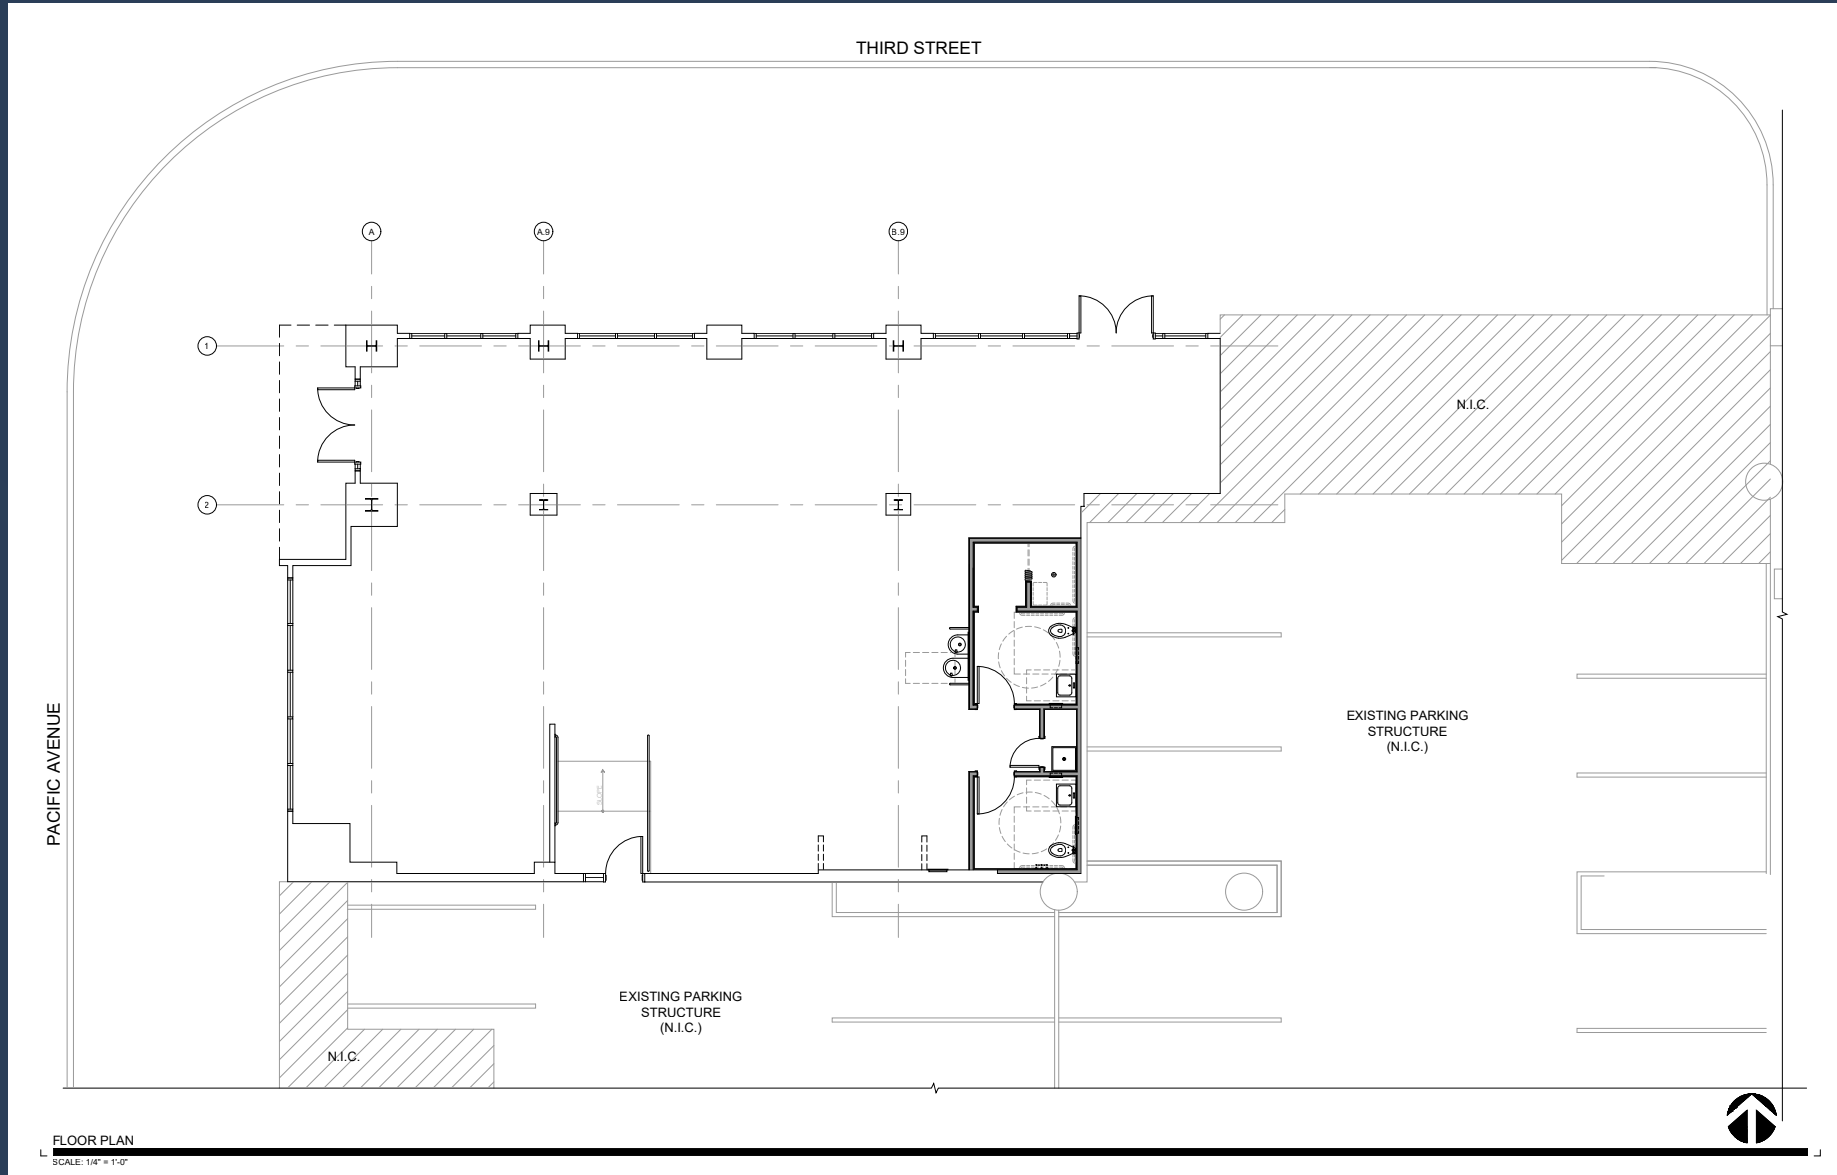 THIRD STREET
A
A.9
B.9
1
N.I.C.
2
PACIFIC AVENUE
SLOPE
EXISTING PARKING
STRUCTURE
(N.I.C.)
EXISTING PARKING
STRUCTURE
(N.I.C.)
N.I.C.
FLOOR PLAN
SCALE: 1/4" = 1'-0"